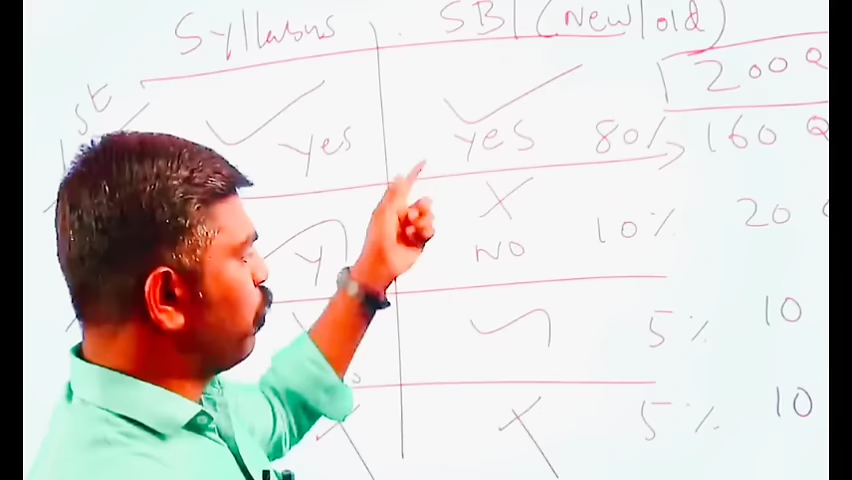 Syllabus SB (New/old)
200 Q
1st yes yes 80% 160 Q
Y NO 10% 20
5% 10
5% 10